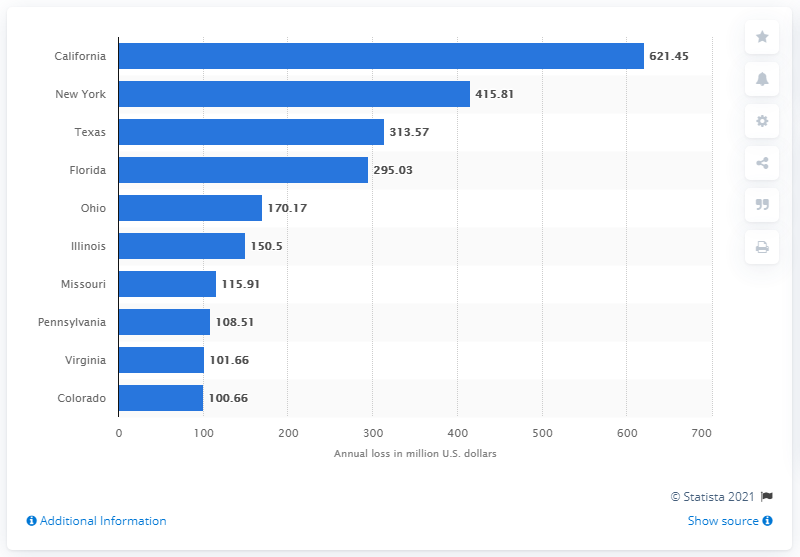 California 621.45
New York 415.81
Texas 313.57
Florida 295.03
Ohio 170.17
Illinois 150.5
Missouri 115.91
Pennsylvania 108.51
Virginia 101.66
Colorado 100.66
0 100 200 300 400 500 600 700
Annual loss in million U.S. dollars
© Statista 2021
Additional Information Show source